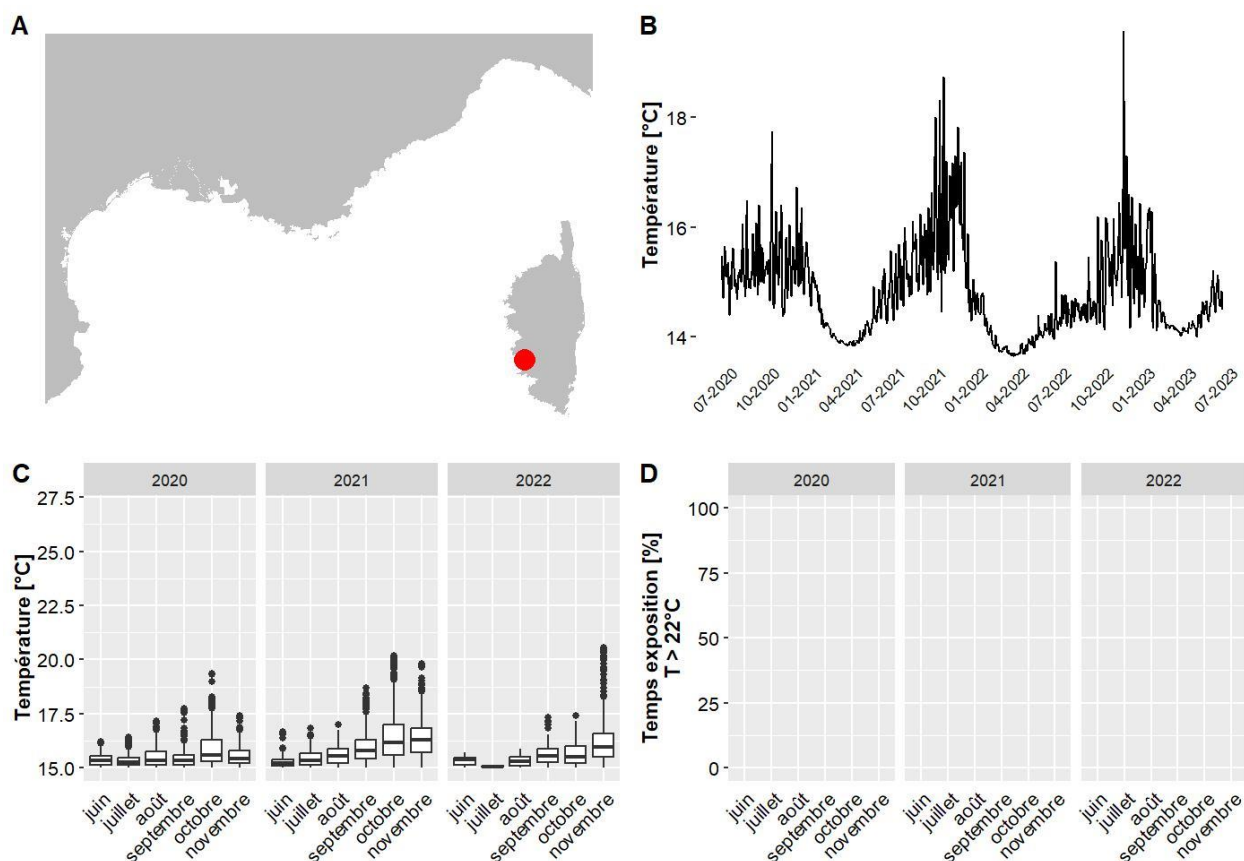 A
B
Température [°C]
18
16
14
07-2020
10-2020
01-2021
04-2021
07-2021
10-2021
01-2022
04-2022
07-2022
10-2022
01-2023
04-2023
07-2023
C
2020
2021
2022
Température [°C]
27.5
25.0
22.5
20.0
17.5
15.0
juin
juillet
août
septembre
octobre
novembre
juin
juillet
août
septembre
octobre
novembre
juin
juillet
août
septembre
octobre
novembre
D
2020
2021
2022
Temps exposition [%]
T > 22°C
100
75
50
25
0
juin
juillet
août
septembre
octobre
novembre
juin
juillet
août
septembre
octobre
novembre
juin
juillet
août
septembre
octobre
novembre